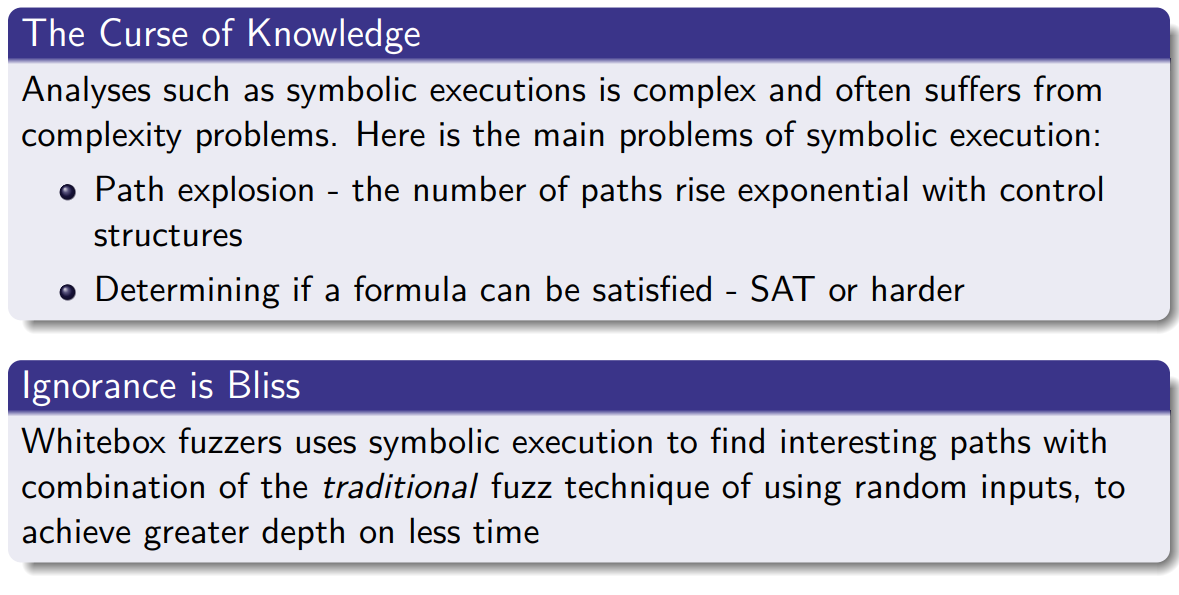 The Curse of Knowledge
Analyses such as symbolic executions is complex and often suffers from
complexity problems. Here is the main problems of symbolic execution:
Path explosion - the number of paths rise exponential with control
structures
Determining if a formula can be satisfied - SAT or harder
Ignorance is Bliss
Whitebox fuzzers uses symbolic execution to find interesting paths with
combination of the traditional fuzz technique of using random inputs, to
achieve greater depth on less time